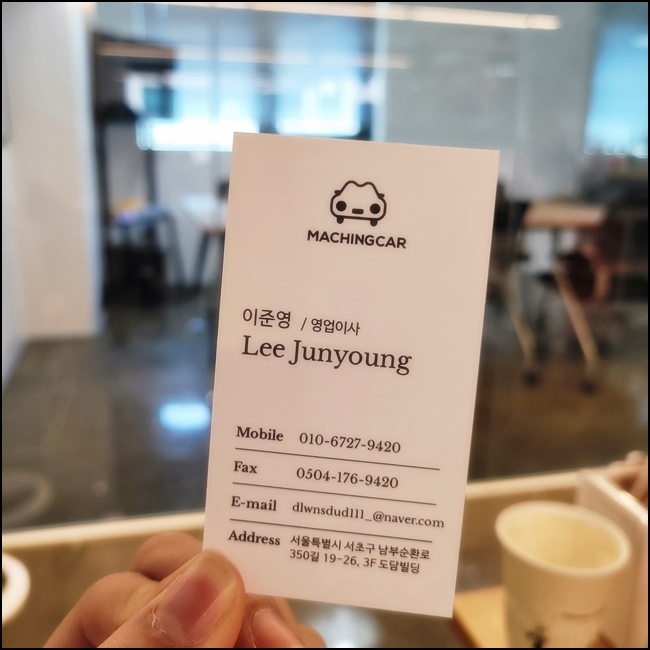 MACHINGCAR
이준영 / 영업이사
Lee Junyoung
Mobile 010-6727-9420
Fax 0504-176-9420
E-mail dlwnsdud111_@naver.com
Address 서울특별시 서초구 남부순환로
350길 19-26, 3F 도담빌딩